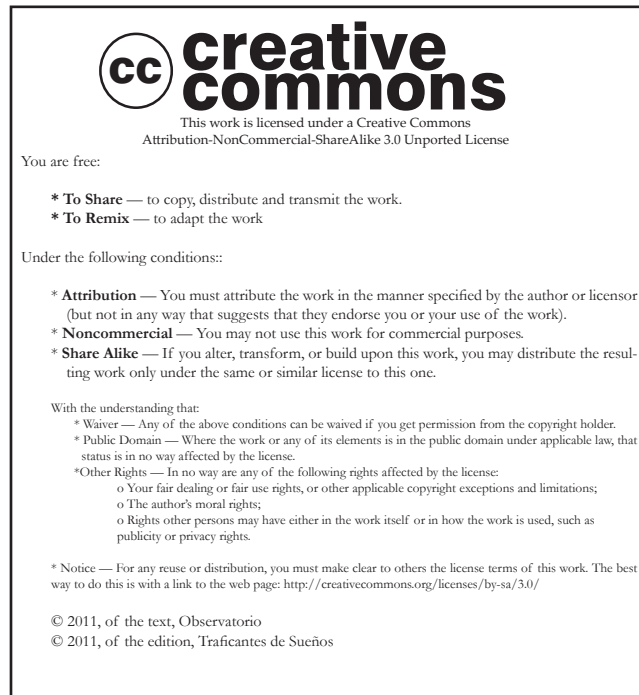 cc creative
commons
This work is licensed under a Creative Commons
Attribution-NonCommercial-ShareAlike 3.0 Unported License
You are free:
* To Share — to copy, distribute and transmit the work.
* To Remix — to adapt the work
Under the following conditions::
* Attribution — You must attribute the work in the manner specified by the author or licensor
(but not in any way that suggests that they endorse you or your use of the work).
* Noncommercial — You may not use this work for commercial purposes.
* Share Alike — If you alter, transform, or build upon this work, you may distribute the resul-
ting work only under the same or similar license to this one.
With the understanding that:
* Waiver — Any of the above conditions can be waived if you get permission from the copyright holder.
* Public Domain — Where the work or any of its elements is in the public domain under applicable law, that
status is in no way affected by the license.
*Other Rights — In no way are any of the following rights affected by the license:
o Your fair dealing or fair use rights, or other applicable copyright exceptions and limitations;
o The author's moral rights;
o Rights other persons may have either in the work itself or in how the work is used, such as
publicity or privacy rights.
* Notice — For any reuse or distribution, you must make clear to others the license terms of this work. The best
way to do this is with a link to the web page: http://creativecommons.org/licenses/by-sa/3.0/
© 2011, of the text, Observatorio
© 2011, of the edition, Traficantes de Sueños